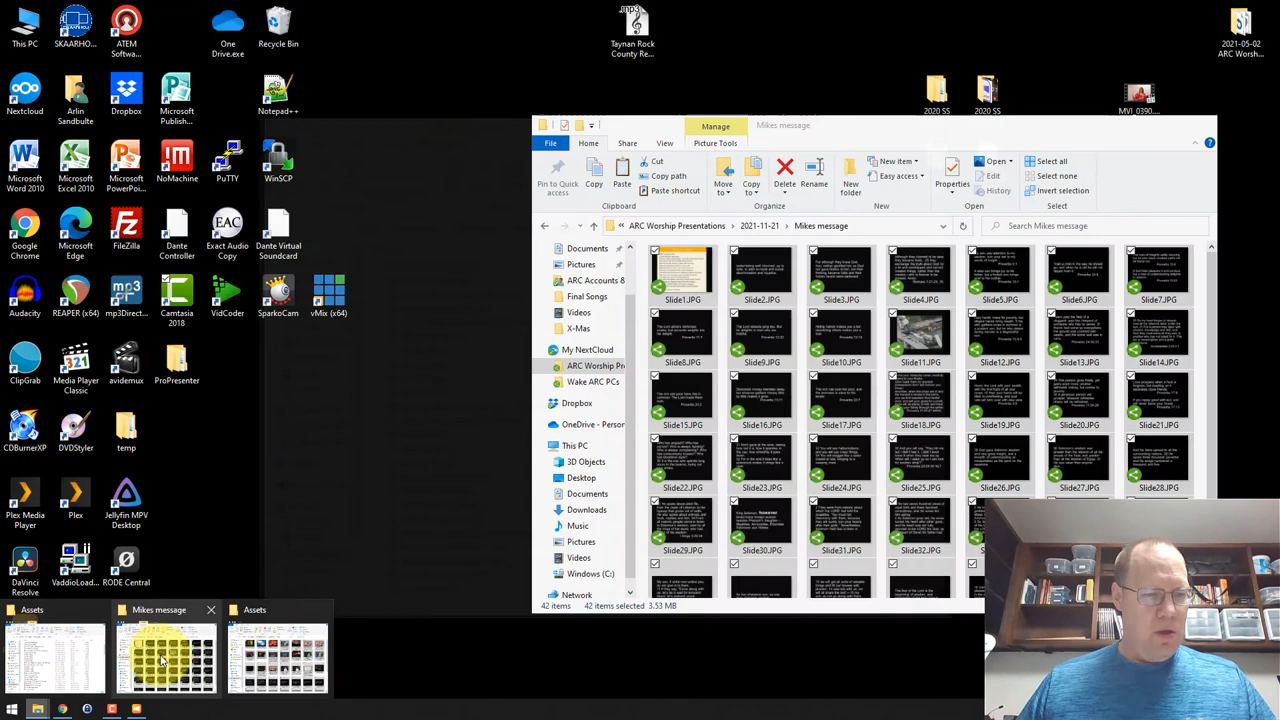 This PC
SKAARHO...
ATEM
Softwa...
One
Drive.exe
Recycle Bin
mp3
Taynan Rock
County Re...
2021-05-02
ARC Worsh...
Nextcloud
Arlin
Sandbulte
Dropbox
Microsoft
Publish...
Notepad++
2020 SS
2020 SS
MVI_0390....
Microsoft
Word 2010
Microsoft
Excel 2010
Microsoft
PowerPoi...
NoMachine
PuTTY
WinSCP
Google
Chrome
Microsoft
Edge
FileZilla
Dante
Controller
EAC
Exact Audio
Copy
Dante Virtual
Soundcard
Audacity
REAPER (x64)
mp3
mp3Direct...
Camtasia
2018
VidCoder
SparkoCam
vMix (x64)
ClipGrab
321
Media Player
Classic
avidemux
ProPresenter
CDBurnerXP
DVDStyler
temp
Plex Media
Player
Plex
Jellyfin MPV
Desktop
DaVinci
Resolve
VaddioLoad...
RODE Central
Manage
Mikes message
File
Home
Share
View
Picture Tools
Pin to Quick
access
Copy
Paste
Cut
Copy path
Paste shortcut
Clipboard
Move
to
Copy
to
Delete
Rename
Organize
New
folder
New item
Easy access
New
Properties
Open
Edit
History
Open
Select all
Select none
Invert selection
Select
ARC Worship Presentations
2021-11-21
Mikes message
Search Mikes message
Documents
Pictures
ARC Accounts &
Final Songs
Videos
X-Mas
My NextCloud
ARC Worship Pr
Wake ARC PCs
Dropbox
OneDrive - Person
This PC
3D Objects
Desktop
Documents
Downloads
Music
Pictures
Videos
Windows (C:)
Network
Slide1.JPG
Slide2.JPG
Slide3.JPG
Slide4.JPG
Slide5.JPG
Slide6.JPG
Slide7.JPG
Slide8.JPG
Slide9.JPG
Slide10.JPG
Slide11.JPG
Slide12.JPG
Slide13.JPG
Slide14.JPG
Slide15.JPG
Slide16.JPG
Slide17.JPG
Slide18.JPG
Slide19.JPG
Slide20.JPG
Slide21.JPG
Slide22.JPG
Slide23.JPG
Slide24.JPG
Slide25.JPG
Slide26.JPG
Slide27.JPG
Slide28.JPG
Slide29.JPG
Slide30.JPG
Slide31.JPG
Slide32.JPG
42 items
42 items selected 3.53 MB
Assets
Mikes message
Assets